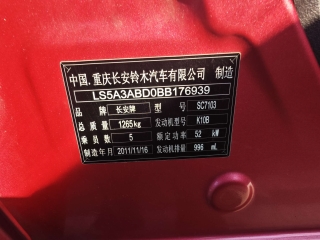 中国.重庆长安铃木汽车有限公司 制造
LS5A3ABD0BB176939
品牌 长安牌 型号 SC7103
总质量 1265kg 发动机型号 K10B
乘员数 5 额定功率 52 kW
制造年月 2011/11/16 发动机排量 996 mL